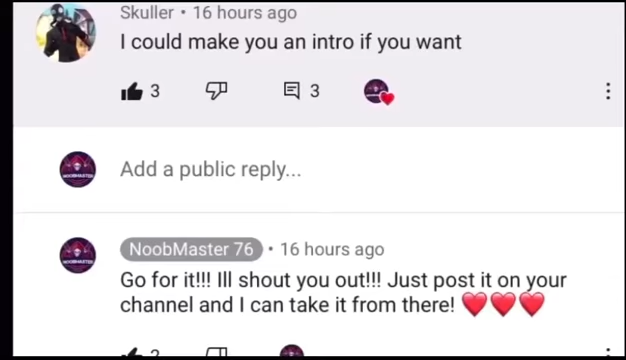 Skuller • 16 hours ago
I could make you an intro if you want
3
3
Add a public reply...
NoobMaster 76 • 16 hours ago
Go for it!!! Ill shout you out!!! Just post it on your
channel and I can take it from there! ❤️❤️❤️
2